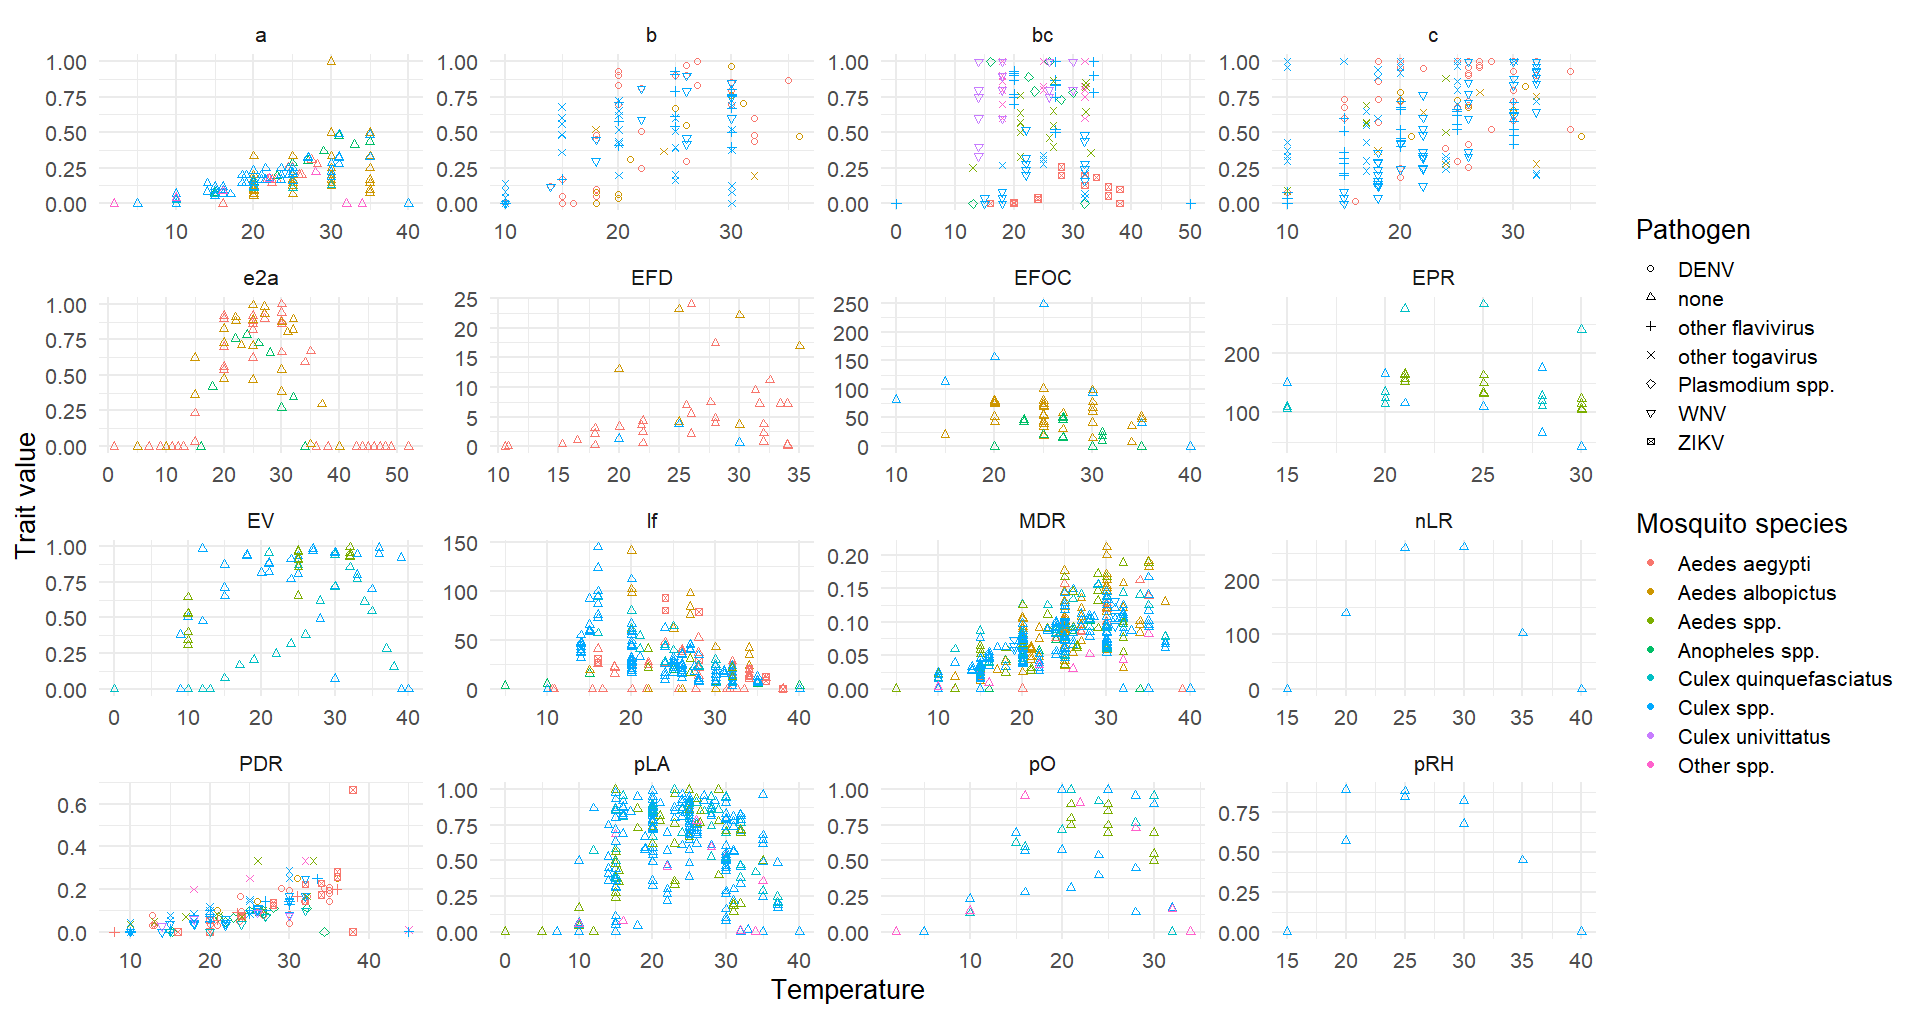 a b bc c
1.00 1.00 1.00 1.00
0.75 0.75 0.75 0.75
0.50 0.50 0.50 0.50
0.25 0.25 0.25 0.25
0.00 0.00 0.00 0.00
10 20 30 40 10 20 30 0 10 20 30 40 50 10 20 30
e2a EFD EFOC EPR
1.00 0.75 0.50 0.25 0.00
25 20 15 10 5 0
250 200 150 100 50 0
200 100
0 10 20 30 40 50 10 15 20 25 30 35 10 20 30 40 15 20 25 30
EV lf MDR nLR
1.00 0.75 0.50 0.25 0.00
150 100 50 0
0.20 0.15 0.10 0.05 0.00
200 100 0
0 10 20 30 40 0 10 20 30 40 10 20 30 40 15 20 25 30 35 40
PDR pLA pO pRH
0.6 0.4 0.2 0.0
1.00 0.75 0.50 0.25 0.00
1.00 0.75 0.50 0.25 0.00
0.75 0.50 0.25 0.00
10 20 30 40 0 10 20 30 40 10 20 30 15 20 25 30 35 40
Trait value
Temperature
Pathogen
DENV
none
other flavivirus
other togavirus
Plasmodium spp.
WNV
ZIKV
Mosquito species
Aedes aegypti
Aedes albopictus
Aedes spp.
Anopheles spp.
Culex quinquefasciatus
Culex spp.
Culex univittatus
Other spp.